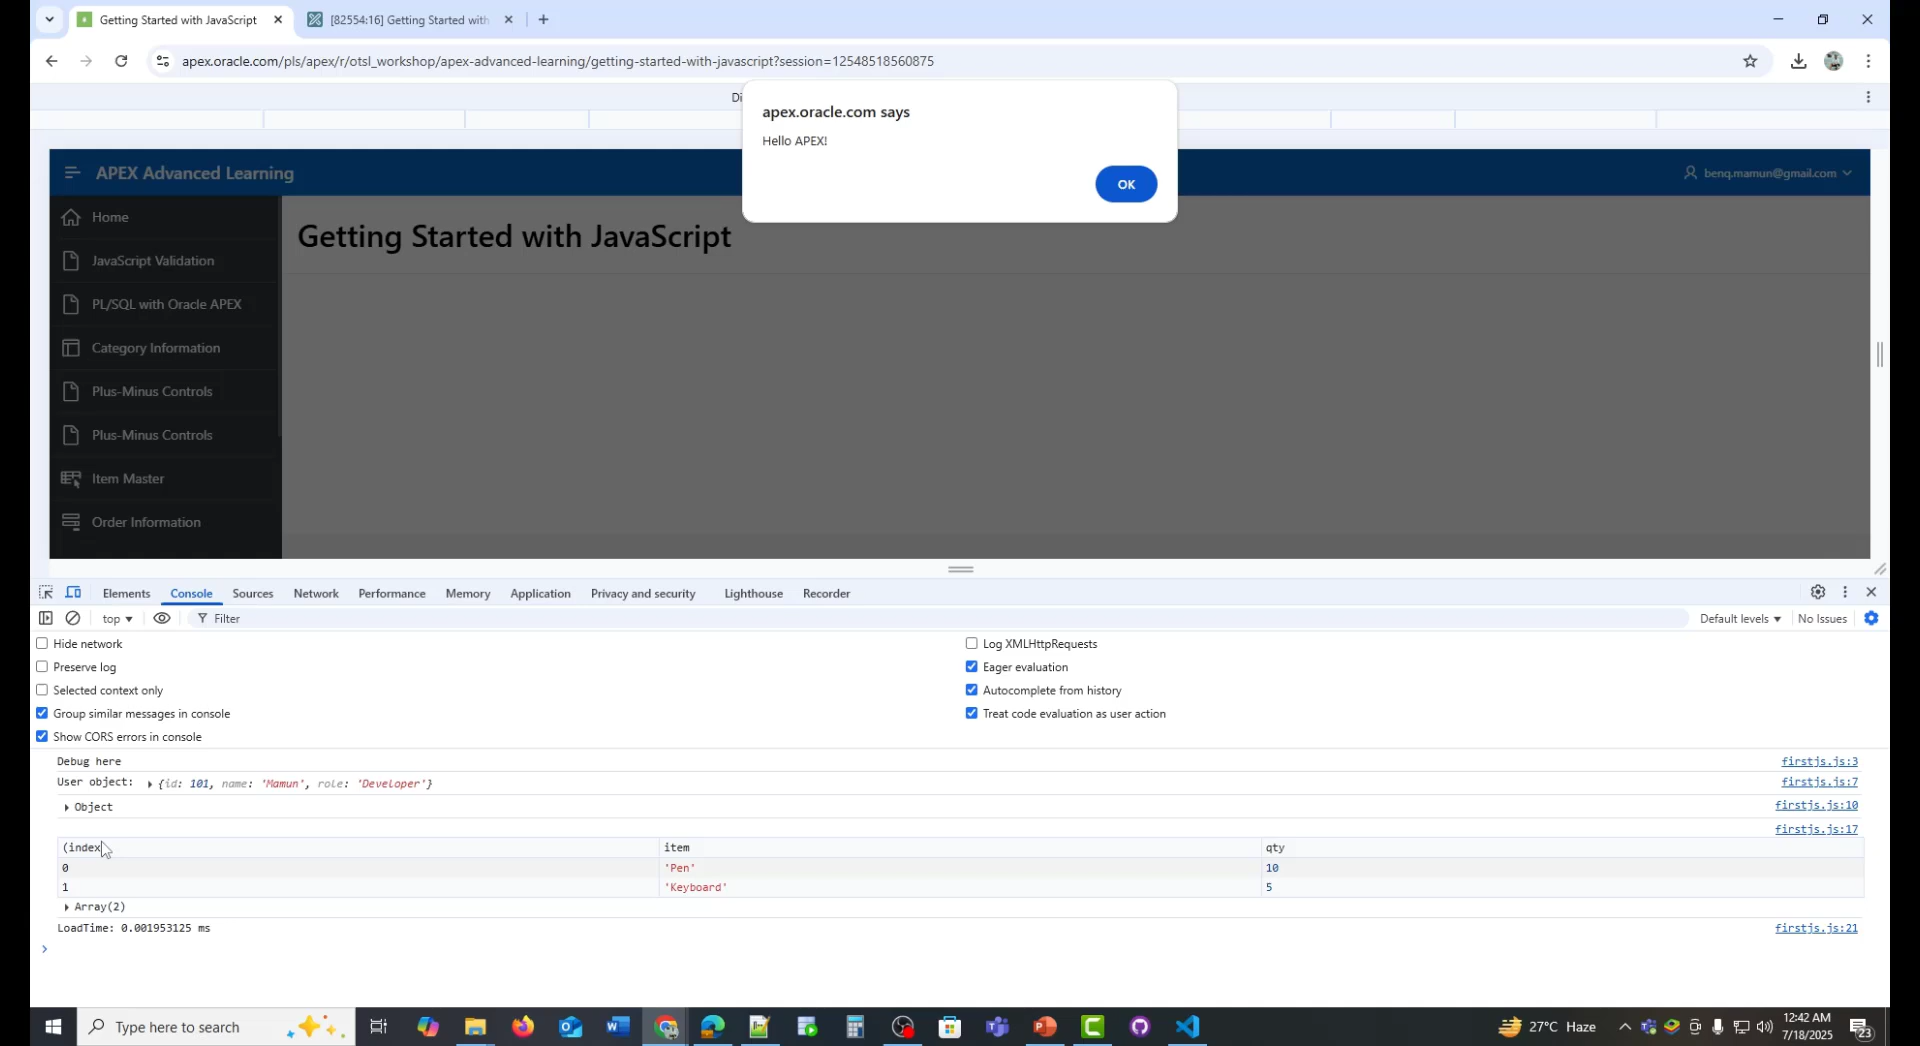 Getting Started with JavaScript
[82554:16] Getting Started with
apex.oracle.com/pls/apex/r/otsl_workshop/apex-advanced-learning/getting-started-with-javascript?session=12548518560875
Di
apex.oracle.com says
Hello APEX!
OK
APEX Advanced Learning
benq.mamun@gmail.com
Home
JavaScript Validation
PL/SQL with Oracle APEX
Category Information
Plus-Minus Controls
Plus-Minus Controls
Item Master
Order Information
Getting Started with JavaScript
Elements Console Sources Network Performance Memory Application Privacy and security Lighthouse Recorder
top Filter Default levels No Issues
Hide network Log XMLHttpRequests
Preserve log Eager evaluation
Selected context only Autocomplete from history
Group similar messages in console Treat code evaluation as user action
Show CORS errors in console
Debug here firstjs.js:3
User object: {id: 101, name: 'Mamun', role: 'Developer'} firstjs.js:7
Object firstjs.js:10
firstjs.js:17
(index item qty
0 'Pen' 10
1 'Keyboard' 5
Array(2)
LoadTime: 0.001953125 ms firstjs.js:21
Type here to search
27°C Haze
12:42 AM
7/18/2025
23